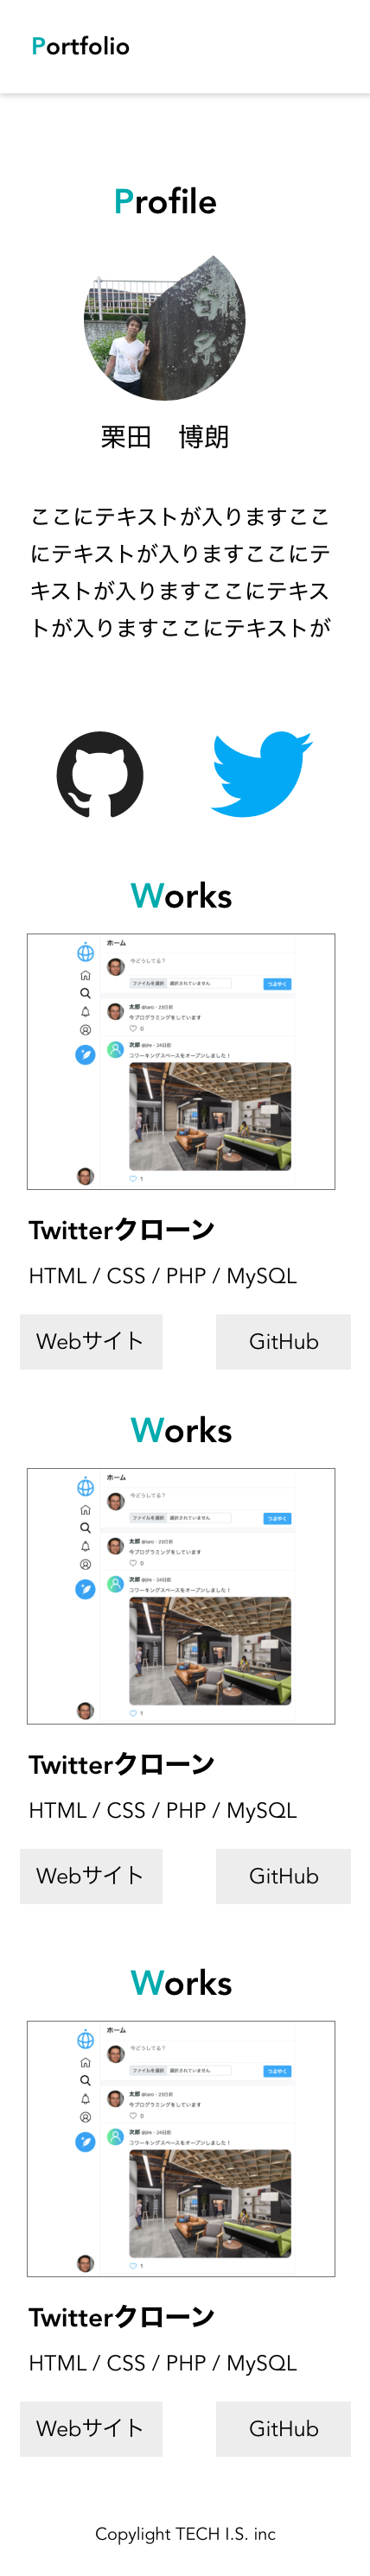 Portfolio
Profile
栗田　博朗
ここにテキストが入りますここ
にテキストが入りますここにテ
キストが入りますここにテキス
トが入りますここにテキストが
Works
ホーム
今どうしてる？
ファイルを選択 選択されていません
つぶやく
太郎 @taro・23日前
今プログラミングをしています
0
次郎 @jiro・24日前
コワーキングスペースをオープンしました！
1
Twitterクローン
HTML / CSS / PHP / MySQL
Webサイト
GitHub
Works
ホーム
今どうしてる？
ファイルを選択 選択されていません
つぶやく
太郎 @taro・23日前
今プログラミングをしています
0
次郎 @jiro・24日前
コワーキングスペースをオープンしました！
1
Twitterクローン
HTML / CSS / PHP / MySQL
Webサイト
GitHub
Works
ホーム
今どうしてる？
ファイルを選択 選択されていません
つぶやく
太郎 @taro・23日前
今プログラミングをしています
0
次郎 @jiro・24日前
コワーキングスペースをオープンしました！
1
Twitterクローン
HTML / CSS / PHP / MySQL
Webサイト
GitHub
Copylight TECH I.S. inc